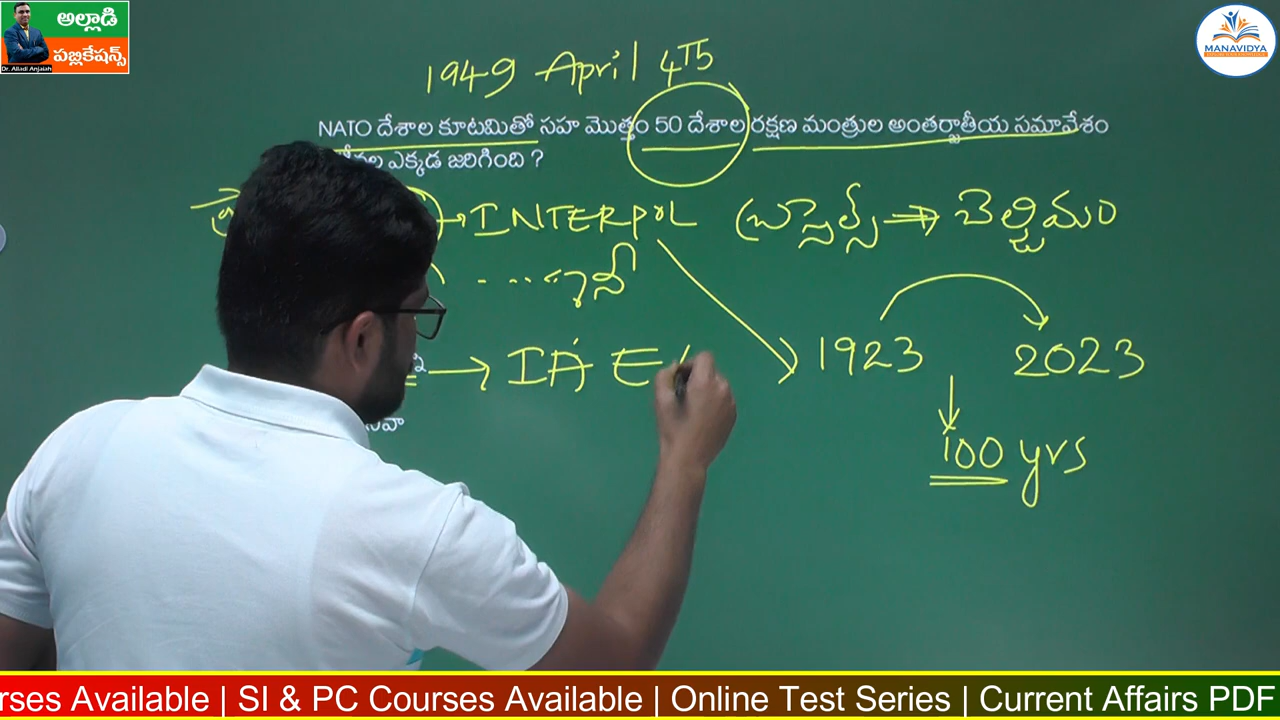 అల్లాడి
పబ్లికేషన్స్
Dr. Alladi Anjaiah
MANAVIDYA
1949 April 4
NATO దేశాల కూటమితో సహ మొత్తం 50 దేశాల రక్షణ మంత్రుల అంతర్జాతీయ సమావేశం
ఎక్కడ జరిగింది ?
→ INTERPOL
బ్రస్సెల్స్ → బెల్జియం
1923 2023
→ IAE
100 yrs
rses Available | SI & PC Courses Available | Online Test Series | Current Affairs PDF